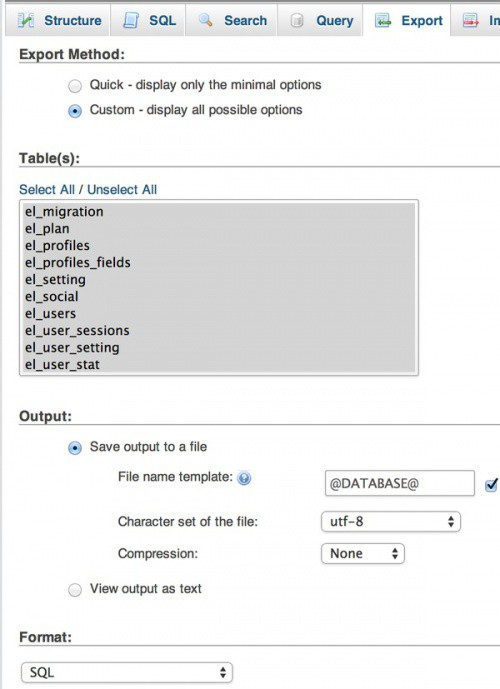 Structure SQL Search Query Export
Export Method:
Quick - display only the minimal options
Custom - display all possible options
Table(s):
Select All / Unselect All
el_migration
el_plan
el_profiles
el_profiles_fields
el_setting
el_social
el_users
el_user_sessions
el_user_setting
el_user_stat
Output:
Save output to a file
File name template: @DATABASE@
Character set of the file: utf-8
Compression: None
View output as text
Format:
SQL